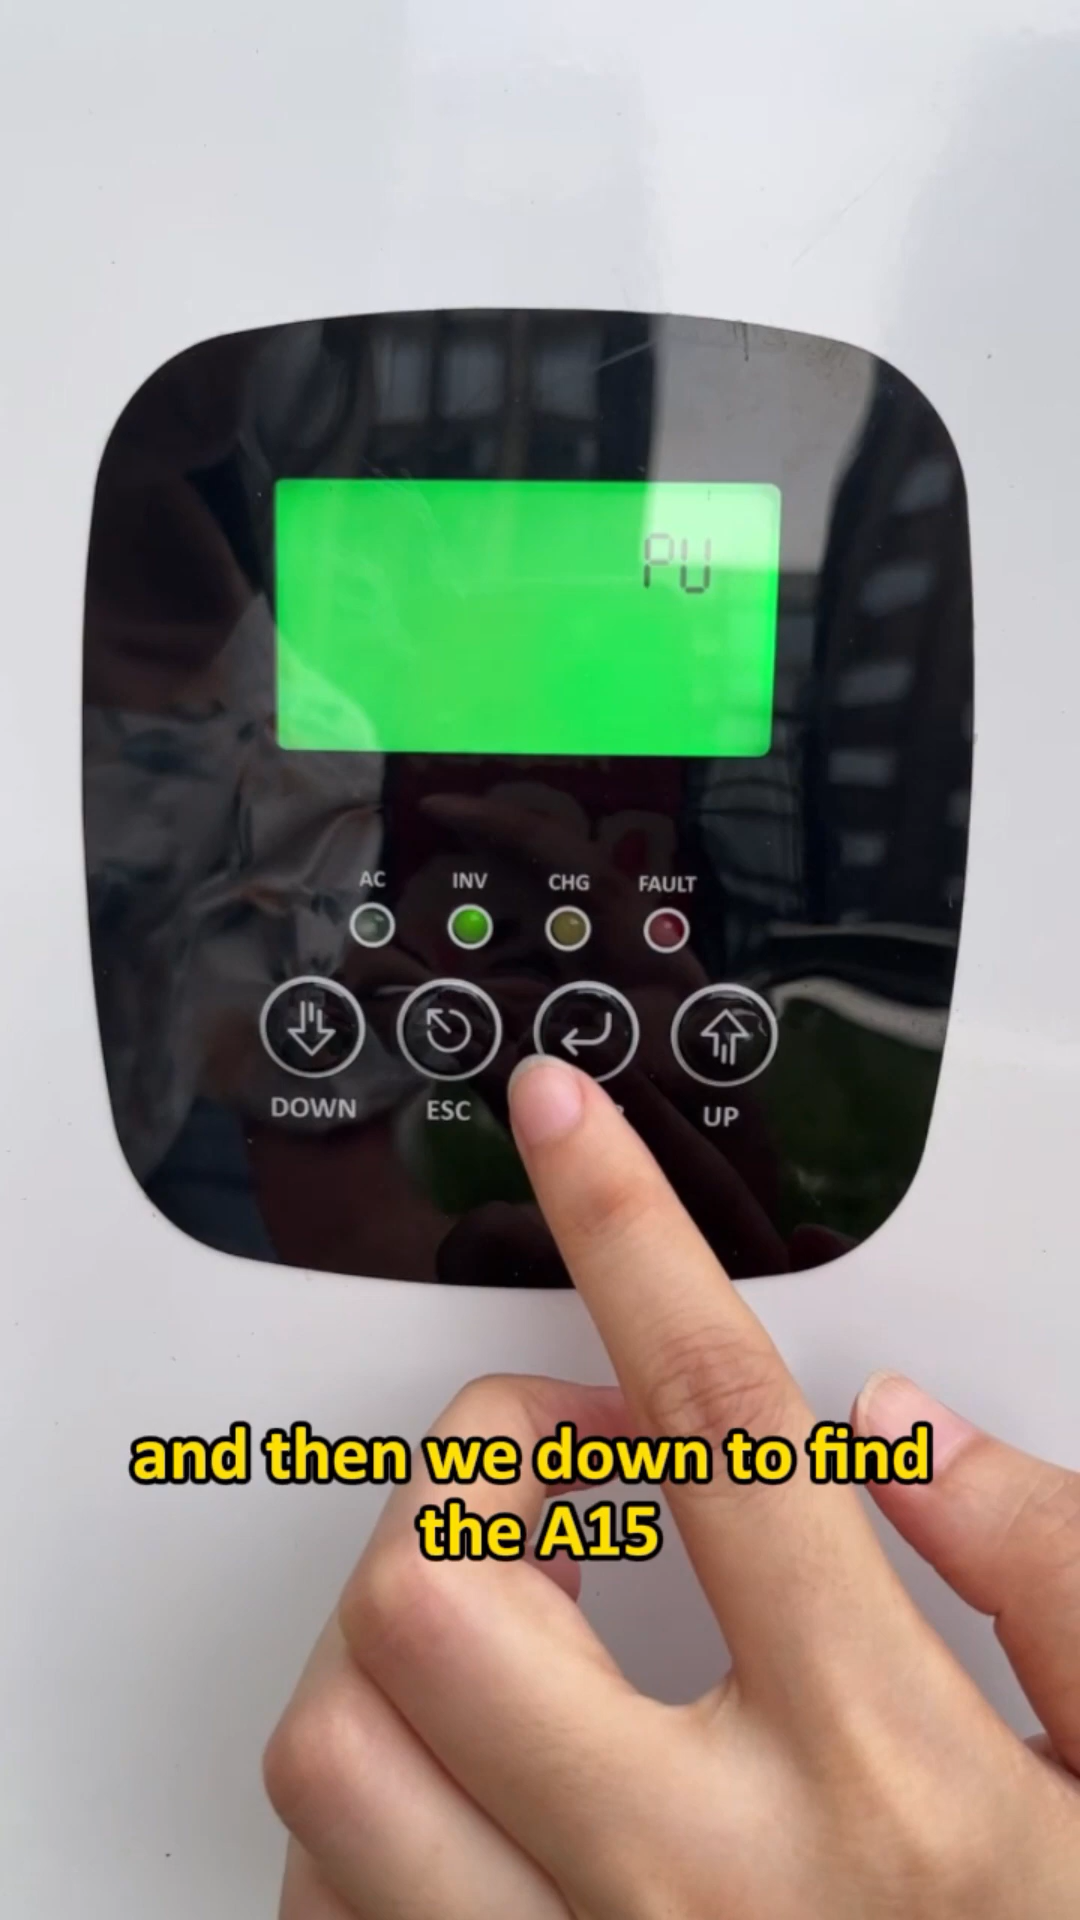 PU
AC INV CHG FAULT
DOWN ESC UP
and then we down to find
the A15